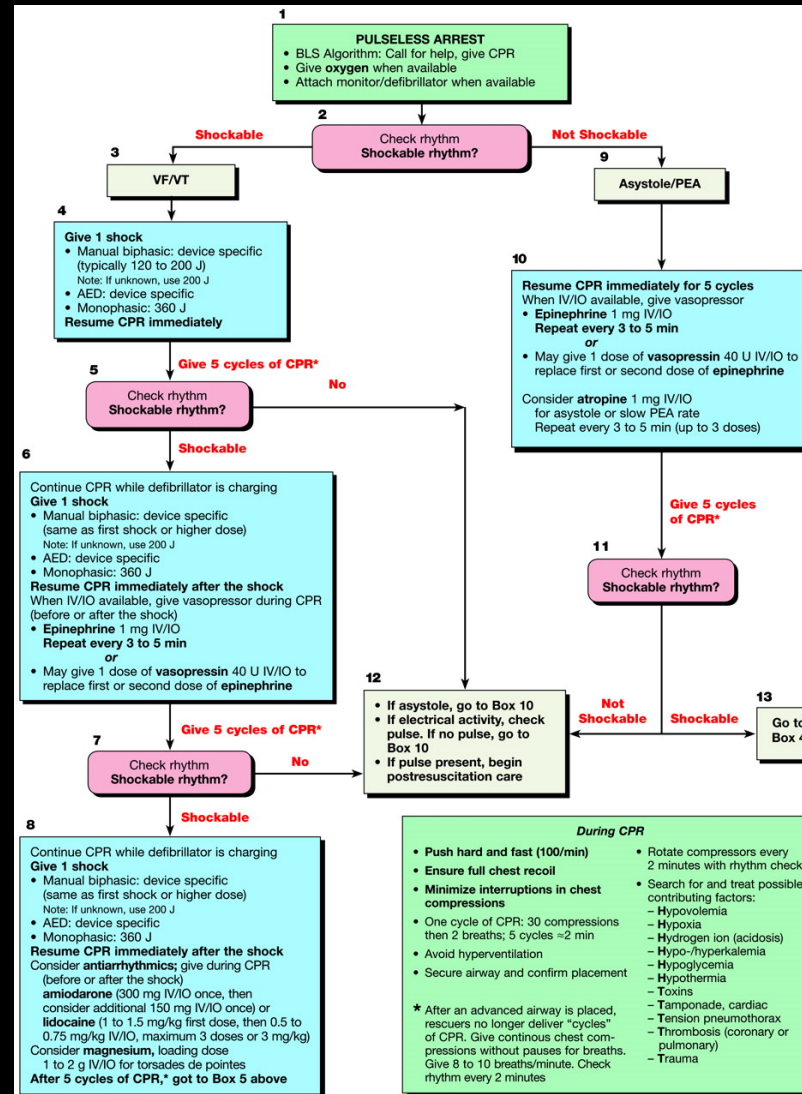 1
PULSELESS ARREST
• BLS Algorithm: Call for help, give CPR
• Give oxygen when available
• Attach monitor/defibrillator when available
2
Shockable
Check rhythm
Shockable rhythm?
Not Shockable
3
VF/VT
9
Asystole/PEA
4
Give 1 shock
• Manual biphasic: device specific
(typically 120 to 200 J)
Note: If unknown, use 200 J
• AED: device specific
• Monophasic: 360 J
Resume CPR immediately
10
Resume CPR immediately for 5 cycles
When IV/IO available, give vasopressor
• Epinephrine 1 mg IV/IO
Repeat every 3 to 5 min
or
• May give 1 dose of vasopressin 40 U IV/IO to
replace first or second dose of epinephrine
Consider atropine 1 mg IV/IO
for asystole or slow PEA rate
Repeat every 3 to 5 min (up to 3 doses)
Give 5 cycles of CPR*
5
Check rhythm
Shockable rhythm?
No
Shockable
6
Continue CPR while defibrillator is charging
Give 1 shock
• Manual biphasic: device specific
(same as first shock or higher dose)
Note: If unknown, use 200 J
• AED: device specific
• Monophasic: 360 J
Resume CPR immediately after the shock
When IV/IO available, give vasopressor during CPR
(before or after the shock)
• Epinephrine 1 mg IV/IO
Repeat every 3 to 5 min
or
• May give 1 dose of vasopressin 40 U IV/IO to
replace first or second dose of epinephrine
Give 5 cycles
of CPR*
11
Check rhythm
Shockable rhythm?
12
• If asystole, go to Box 10
• If electrical activity, check
pulse. If no pulse, go to
Box 10
• If pulse present, begin
postresuscitation care
Not
Shockable
Shockable
13
Go to
Box 4
Give 5 cycles of CPR*
7
Check rhythm
Shockable rhythm?
No
Shockable
8
Continue CPR while defibrillator is charging
Give 1 shock
• Manual biphasic: device specific
(same as first shock or higher dose)
Note: If unknown, use 200 J
• AED: device specific
• Monophasic: 360 J
Resume CPR immediately after the shock
Consider antiarrhythmics; give during CPR
(before or after the shock)
amiodarone (300 mg IV/IO once, then
consider additional 150 mg IV/IO once) or
lidocaine (1 to 1.5 mg/kg first dose, then 0.5 to
0.75 mg/kg IV/IO, maximum 3 doses or 3 mg/kg)
Consider magnesium, loading dose
1 to 2 g IV/IO for torsades de pointes
After 5 cycles of CPR,* got to Box 5 above
During CPR
• Push hard and fast (100/min)
• Ensure full chest recoil
• Minimize interruptions in chest
compressions
• One cycle of CPR: 30 compressions
then 2 breaths; 5 cycles ≈2 min
• Avoid hyperventilation
• Secure airway and confirm placement
* After an advanced airway is placed,
rescuers no longer deliver “cycles”
of CPR. Give continous chest com-
pressions without pauses for breaths.
Give 8 to 10 breaths/minute. Check
rhythm every 2 minutes
• Rotate compressors every
2 minutes with rhythm check
• Search for and treat possible
contributing factors:
– Hypovolemia
– Hypoxia
– Hydrogen ion (acidosis)
– Hypo-/hyperkalemia
– Hypoglycemia
– Hypothermia
– Toxins
– Tamponade, cardiac
– Tension pneumothorax
– Thrombosis (coronary or
pulmonary)
– Trauma